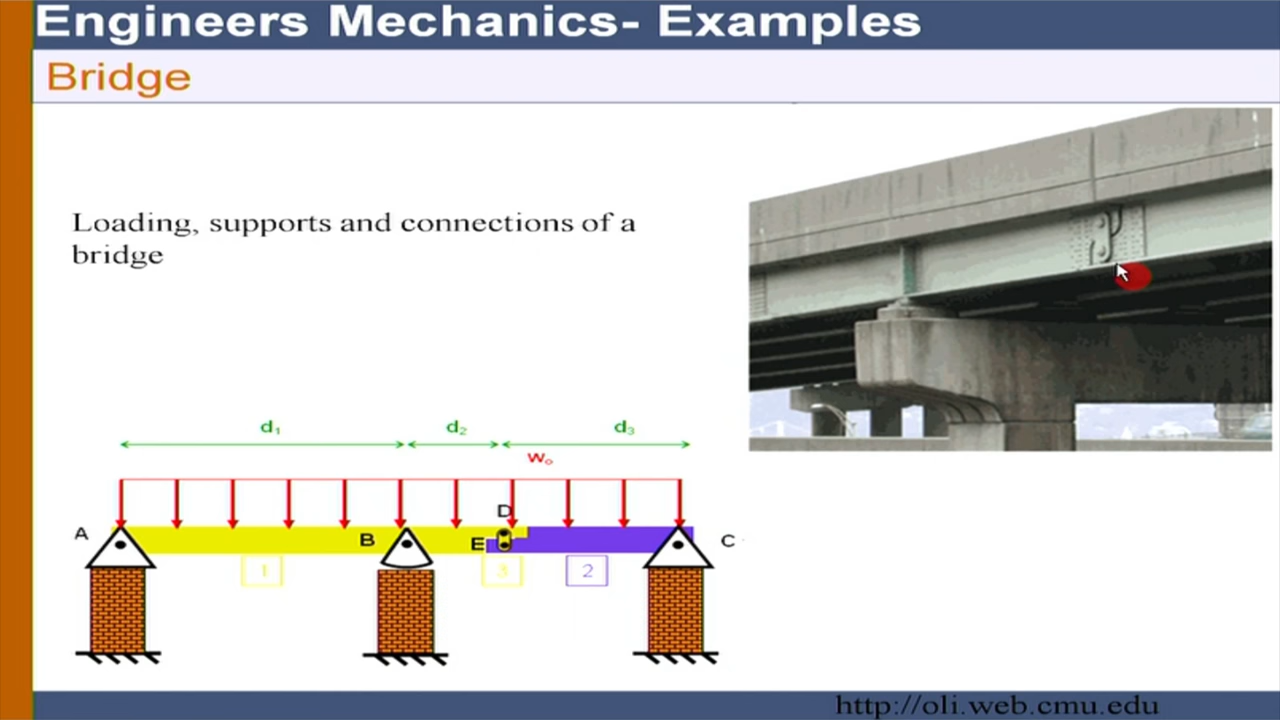 Engineers Mechanics- Examples
Bridge
Loading, supports and connections of a
bridge
d₁ d₂ d₃
wₒ
D
A B E C
1 3 2
http://oli.web.cmu.edu